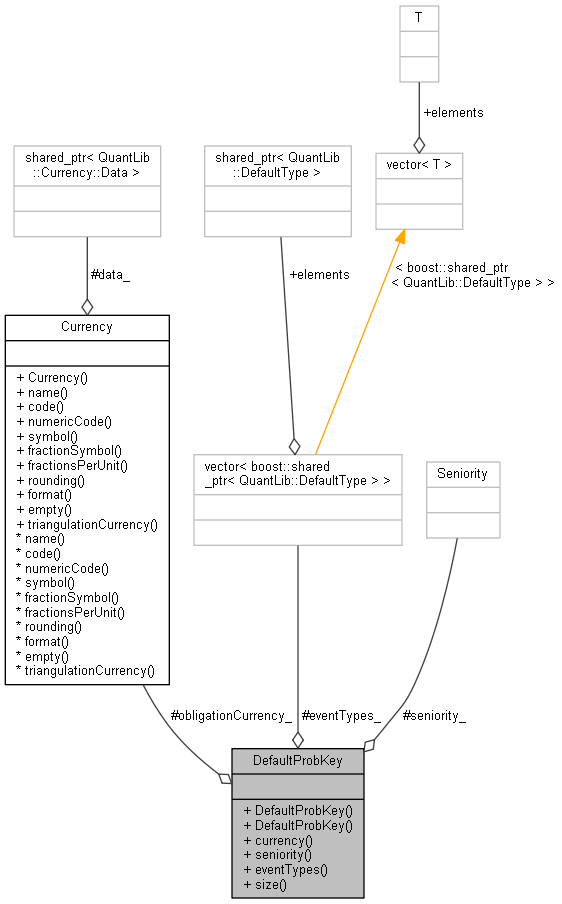 T
+elements
shared_ptr< QuantLib
::Currency::Data >
shared_ptr< QuantLib
::DefaultType >
vector< T >
#data_
+elements
< boost::shared_ptr
< QuantLib::DefaultType > >
Currency
+ Currency()
+ name()
+ code()
+ numericCode()
+ symbol()
+ fractionSymbol()
+ fractionsPerUnit()
+ rounding()
+ format()
+ empty()
+ triangulationCurrency()
* name()
* code()
* numericCode()
* symbol()
* fractionSymbol()
* fractionsPerUnit()
* rounding()
* format()
* empty()
* triangulationCurrency()
vector< boost::shared
_ptr< QuantLib::DefaultType > >
Seniority
#obligationCurrency_
#eventTypes_
#seniority_
DefaultProbKey
+ DefaultProbKey()
+ DefaultProbKey()
+ currency()
+ seniority()
+ eventTypes()
+ size()